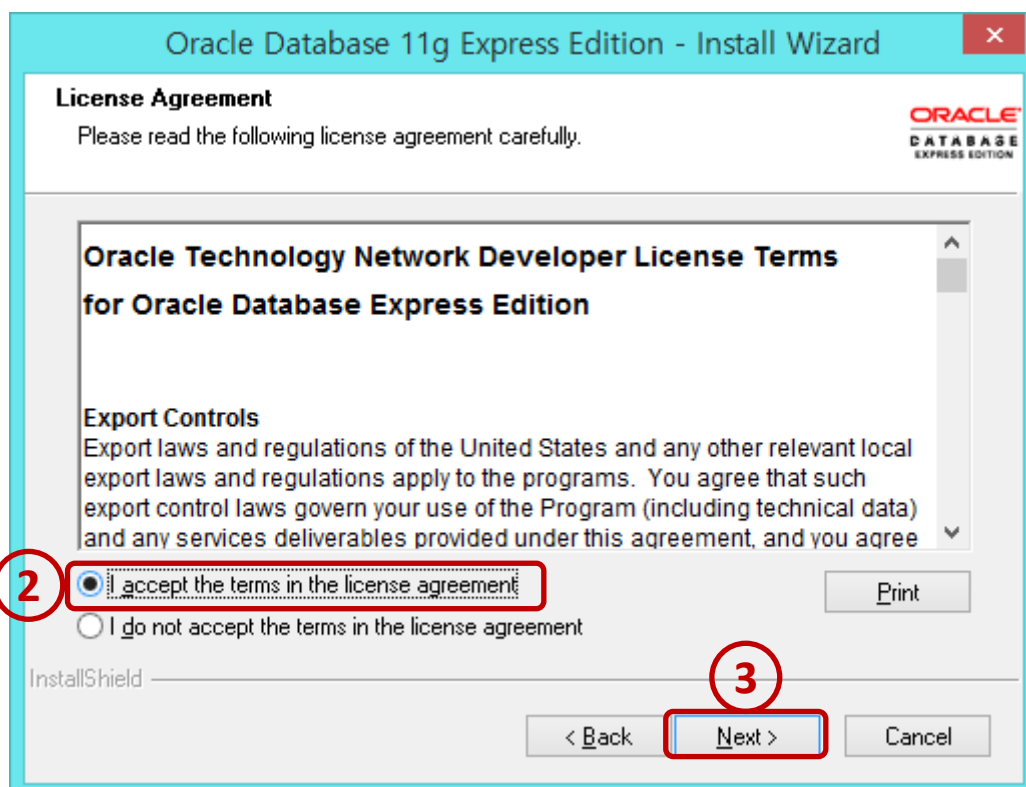 Oracle Database 11g Express Edition - Install Wizard
License Agreement
Please read the following license agreement carefully.
ORACLE
DATABASE
EXPRESS EDITION
Oracle Technology Network Developer License Terms
for Oracle Database Express Edition
Export Controls
Export laws and regulations of the United States and any other relevant local
export laws and regulations apply to the programs.  You agree that such
export control laws govern your use of the Program (including technical data)
and any services deliverables provided under this agreement, and you agree
2
I accept the terms in the license agreement
Print
I do not accept the terms in the license agreement
InstallShield
3
< Back
Next >
Cancel